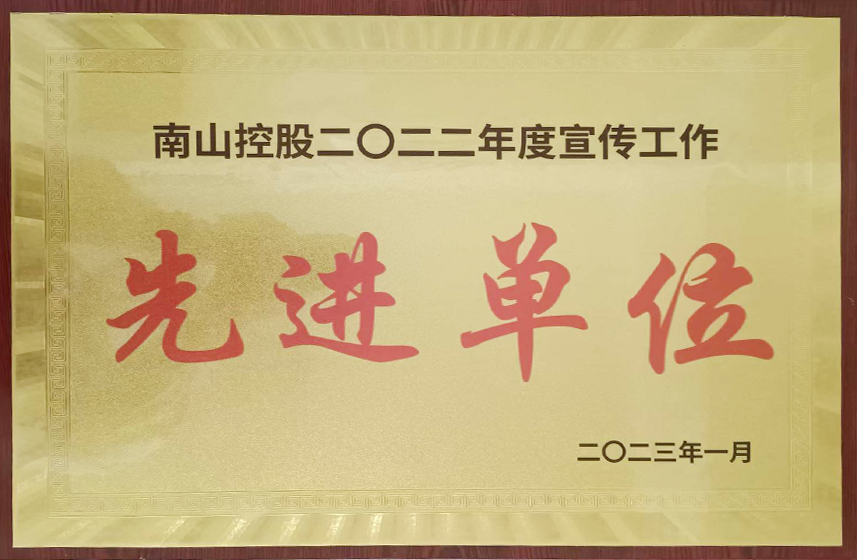 南山控股二〇二二年度宣传工作
先进单位
二〇二三年一月